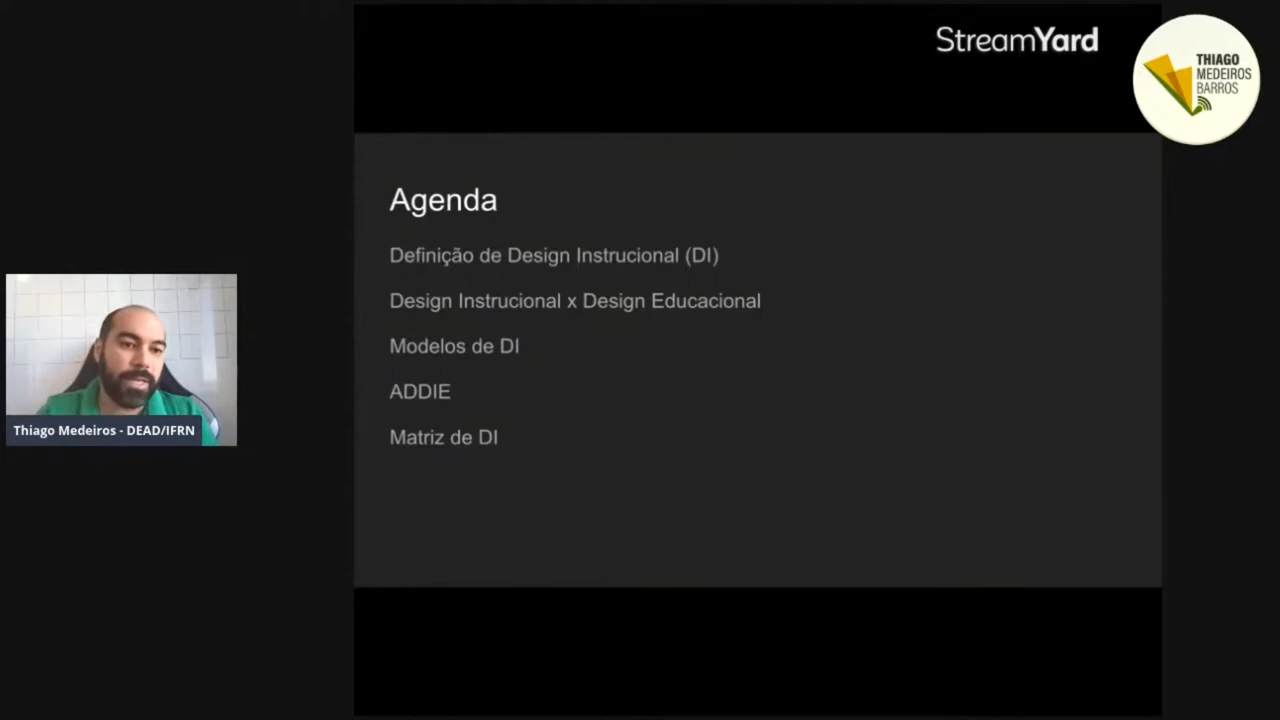 StreamYard
THIAGO
MEDEIROS
BARROS
Agenda
Definição de Design Instrucional (DI)
Design Instrucional x Design Educacional
Modelos de DI
ADDIE
Matriz de DI
Thiago Medeiros - DEAD/IFRN